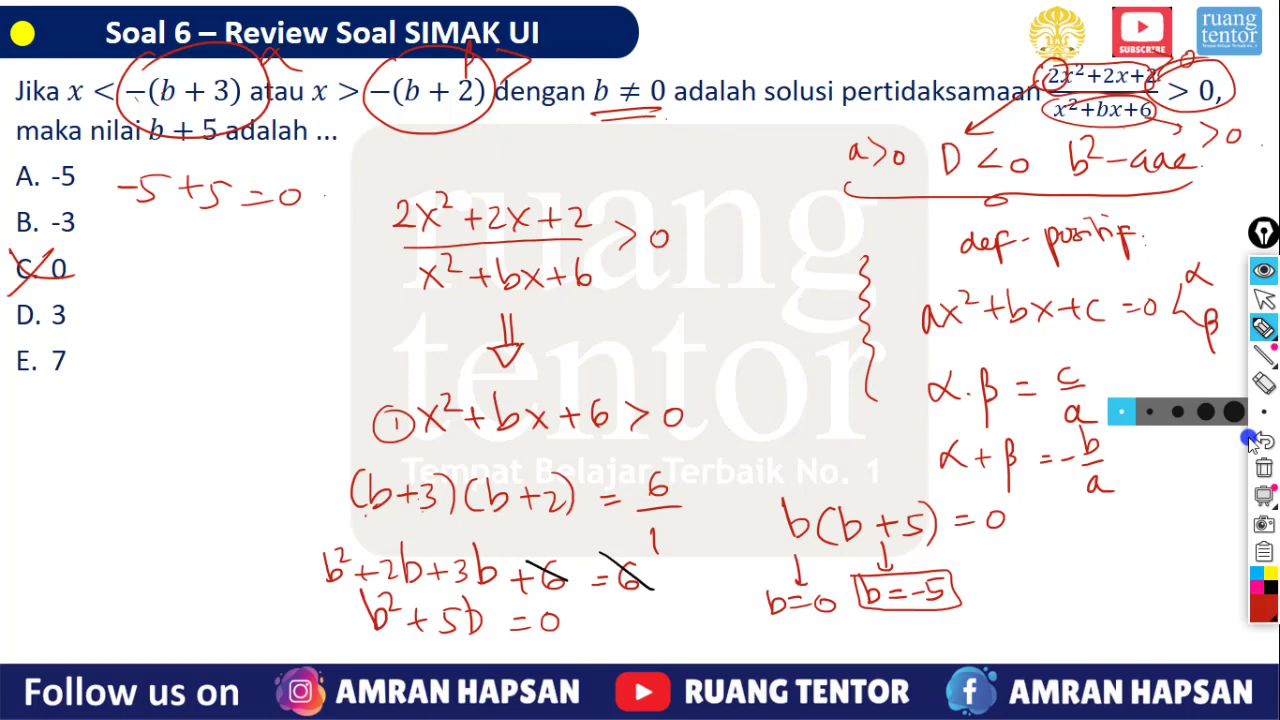 Soal 6 – Review Soal SIMAK UI
SUBSCRIBE
ruang
tentor
Jika x < −(b + 3) atau x > −(b + 2) dengan b ≠ 0 adalah solusi pertidaksamaan 2x²+2x+2 / x²+bx+6 > 0,
maka nilai b + 5 adalah ...
A. -5
B. -3
C. 0
D. 3
E. 7
-5 + 5 = 0
α
β
>0
a > 0 D < 0 b² - 4ac
def. positif.
2x² + 2x + 2 / x² + bx + 6 > 0
ax² + bx + c = 0 α β
① x² + bx + 6 > 0
α . β = c/a
α + β = -b/a
(b+3)(b+2) = 6/1
b² + 2b + 3b + 6 = 6
b² + 5b = 0
b(b + 5) = 0
b = 0 b = -5
ruang
tentor
Tempat Belajar Terbaik No. 1
Follow us on AMRAN HAPSAN RUANG TENTOR AMRAN HAPSAN